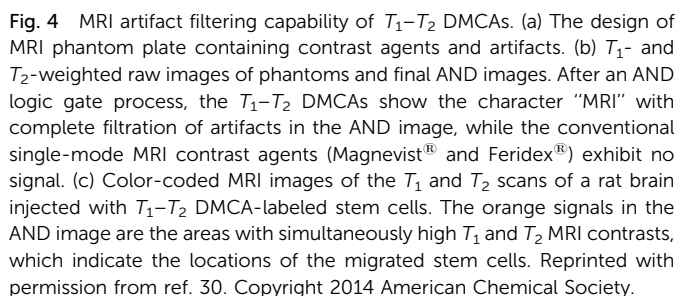 Fig. 4 MRI artifact filtering capability of T1–T2 DMCAs. (a) The design of
MRI phantom plate containing contrast agents and artifacts. (b) T1- and
T2-weighted raw images of phantoms and final AND images. After an AND
logic gate process, the T1–T2 DMCAs show the character ‘‘MRI’’ with
complete filtration of artifacts in the AND image, while the conventional
single-mode MRI contrast agents (Magnevist® and Feridex®) exhibit no
signal. (c) Color-coded MRI images of the T1 and T2 scans of a rat brain
injected with T1–T2 DMCA-labeled stem cells. The orange signals in the
AND image are the areas with simultaneously high T1 and T2 MRI contrasts,
which indicate the locations of the migrated stem cells. Reprinted with
permission from ref. 30. Copyright 2014 American Chemical Society.